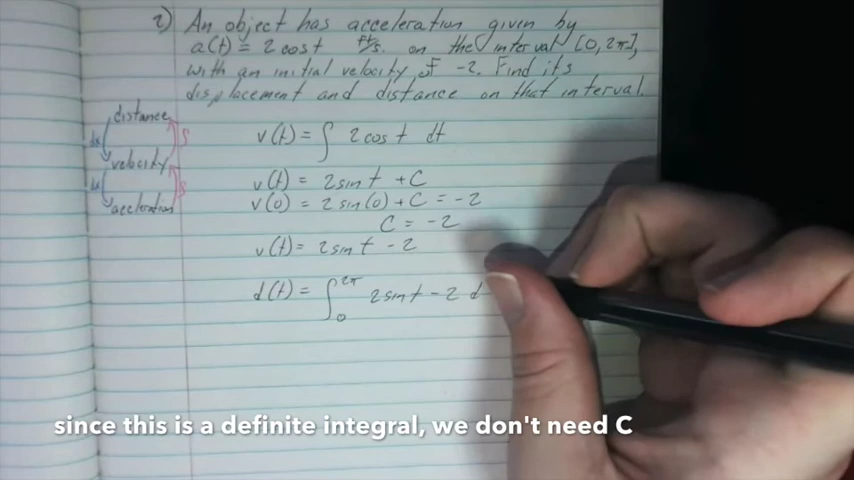 2) An object has acceleration given by
a(t) = 2 cos t ft/s. on the interval [0, 2π],
with an initial velocity of -2. Find its
displacement and distance on that interval.
distance
velocity
acceleration
dx
dx
∫
∫
v(t) = ∫ 2 cos t dt
v(t) = 2 sin t + C
v(0) = 2 sin(0) + C = -2
C = -2
v(t) = 2 sin t - 2
d(t) = ∫₀^2π 2 sin t - 2 d
since this is a definite integral, we don't need C